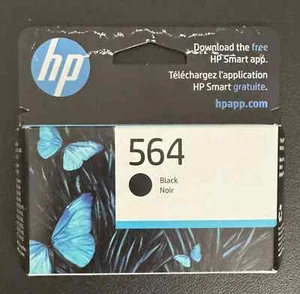 hp
Download the free
HP Smart app.
Téléchargez l'application
HP Smart gratuite.
hpapp.com
564
Black
Noir